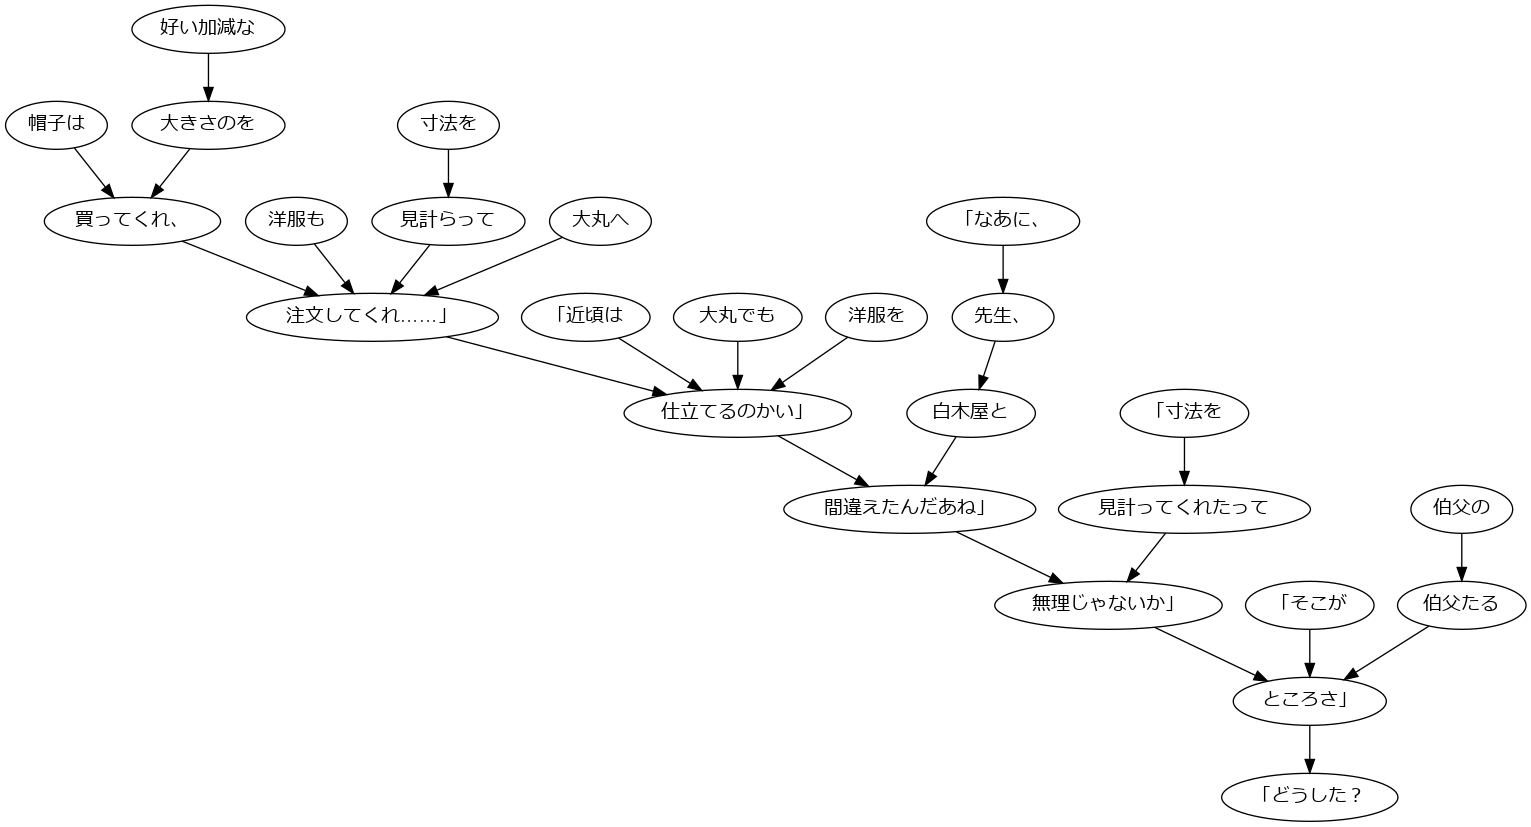 好い加減な
帽子は
大きさのを
寸法を
買ってくれ、
洋服も
見計らって
大丸へ
「なあに、
注文してくれ……」
「近頃は
大丸でも
洋服を
先生、
仕立てるのかい」
白木屋と
「寸法を
間違えたんだあね」
見計ってくれたって
伯父の
無理じゃないか」
「そこが
伯父たる
ところさ」
「どうした？